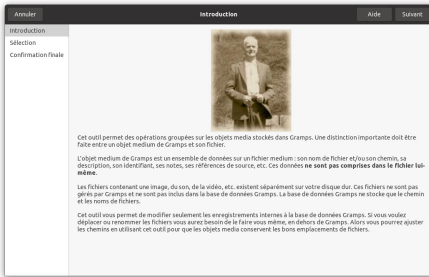 Annuler
Introduction
Aide
Suivant
Introduction
Sélection
Confirmation finale
Cet outil permet des opérations groupées sur les objets media stockés dans Gramps. Une distinction importante doit être
faite entre un objet medium de Gramps et son fichier.
L'objet medium de Gramps est un ensemble de données sur un fichier medium : son nom de fichier et/ou son chemin, sa
description, son identifiant, ses notes, ses références de source, etc. Ces données ne sont pas comprises dans le fichier lui-
même.
Les fichiers contenant une image, du son, de la vidéo, etc. existent séparément sur votre disque dur. Ces fichiers ne sont pas
gérés par Gramps et ne sont pas inclus dans la base de données Gramps. La base de données Gramps ne stocke que le chemin
et les noms de fichiers.
Cet outil vous permet de modifier seulement les enregistrements internes à la base de données Gramps. Si vous voulez
déplacer ou renommer les fichiers vous aurez besoin de le faire vous même, en dehors de Gramps. Alors vous pourrez ajuster
les chemins en utilisant cet outil pour que les objets media conservent les bons emplacements de fichiers.